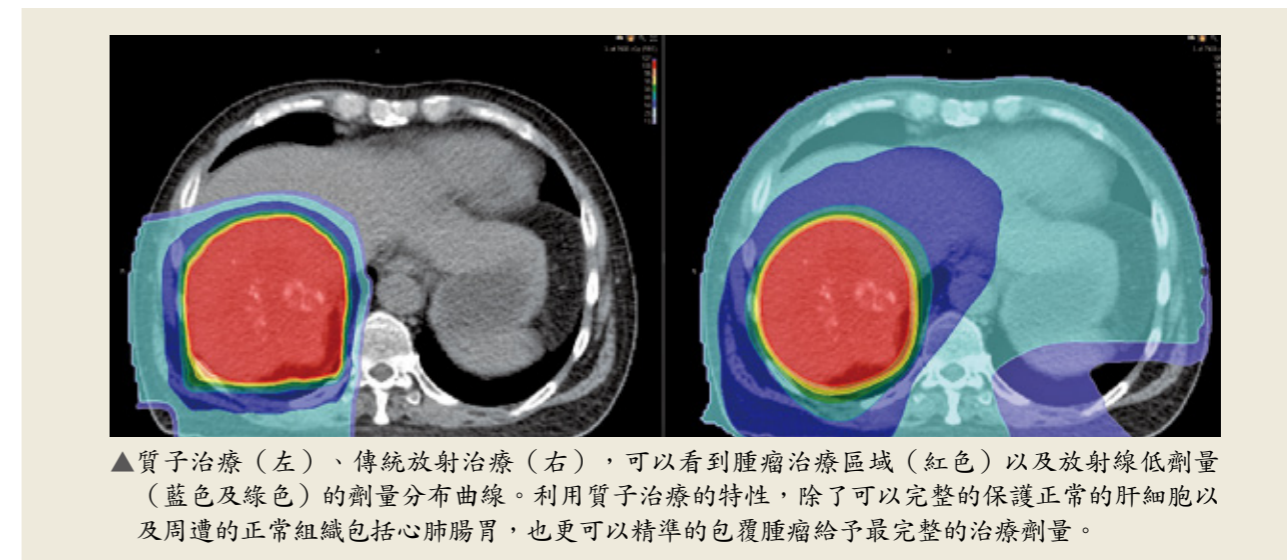 ▲質子治療（左）、傳統放射治療（右），可以看到腫瘤治療區域（紅色）以及放射線低劑量
（藍色及綠色）的劑量分布曲線。利用質子治療的特性，除了可以完整的保護正常的肝細胞以
及周遭的正常組織包括心肺腸胃，也更可以精準的包覆腫瘤給予最完整的治療劑量。